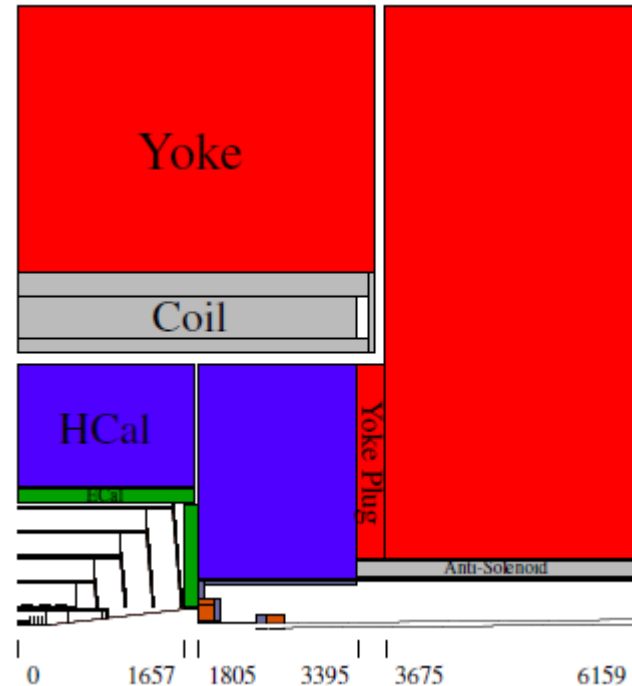 Yoke
Coil
HCal
Yoke Plug
ECal
Anti-Solenoid
0 1657 1805 3395 3675 6159